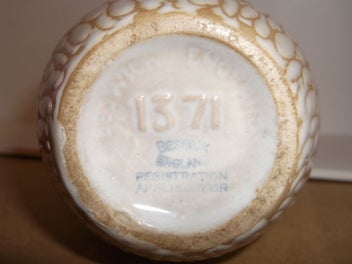 1371
BESWICK
ENGLAND
REGISTRATION
APPLIED FOR